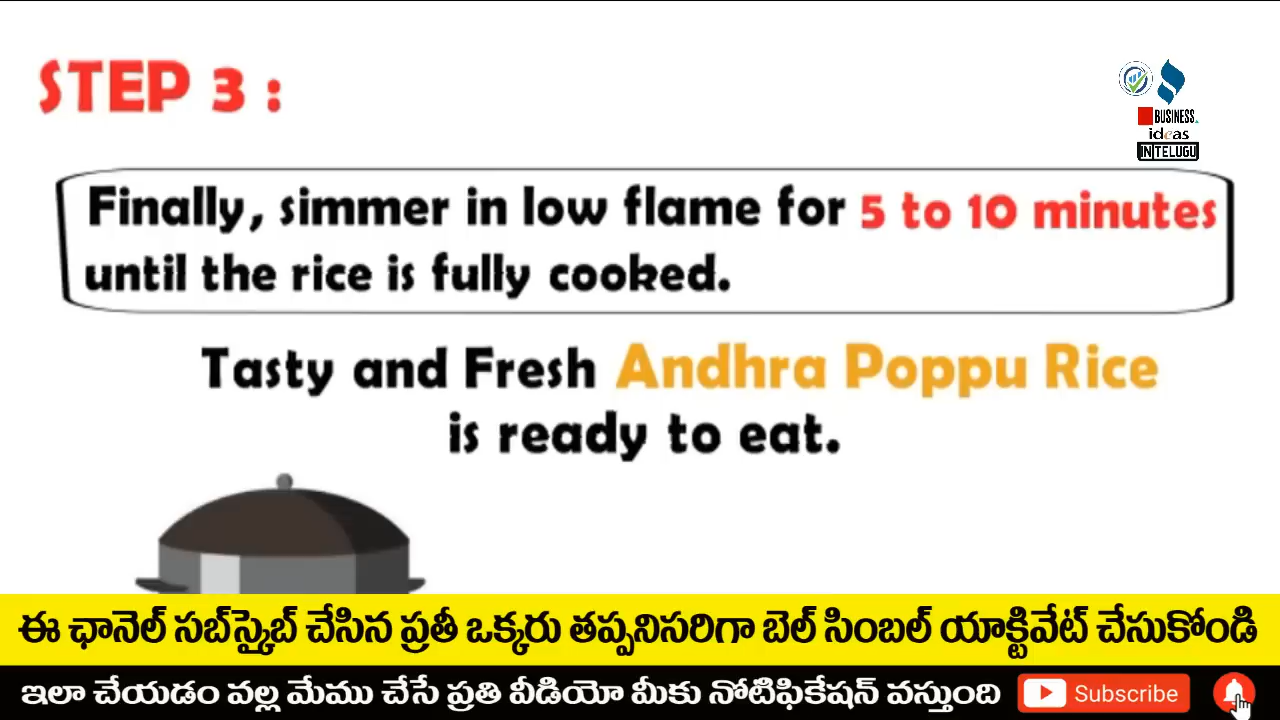 STEP 3 :
BUSINESS.
ideas
IN TELUGU
Finally, simmer in low flame for 5 to 10 minutes
until the rice is fully cooked.
Tasty and Fresh Andhra Poppu Rice
is ready to eat.
ఈ ఛానెల్ సబ్‌స్క్రైబ్ చేసిన ప్రతీ ఒక్కరు తప్పనిసరిగా బెల్ సింబల్ యాక్టివేట్ చేసుకోండి
ఇలా చేయడం వల్ల మేము చేసే ప్రతి వీడియో మీకు నోటిఫికేషన్ వస్తుంది Subscribe